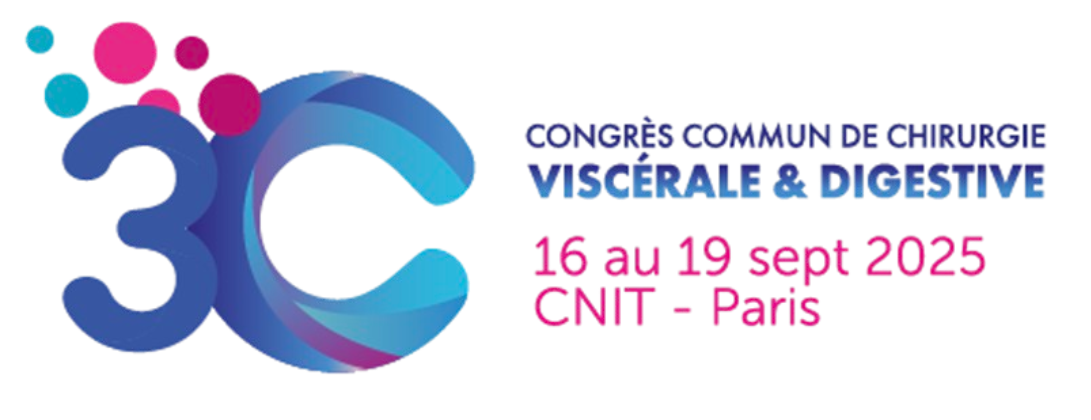 3C
CONGRÈS COMMUN DE CHIRURGIE
VISCÉRALE & DIGESTIVE
16 au 19 sept 2025
CNIT - Paris